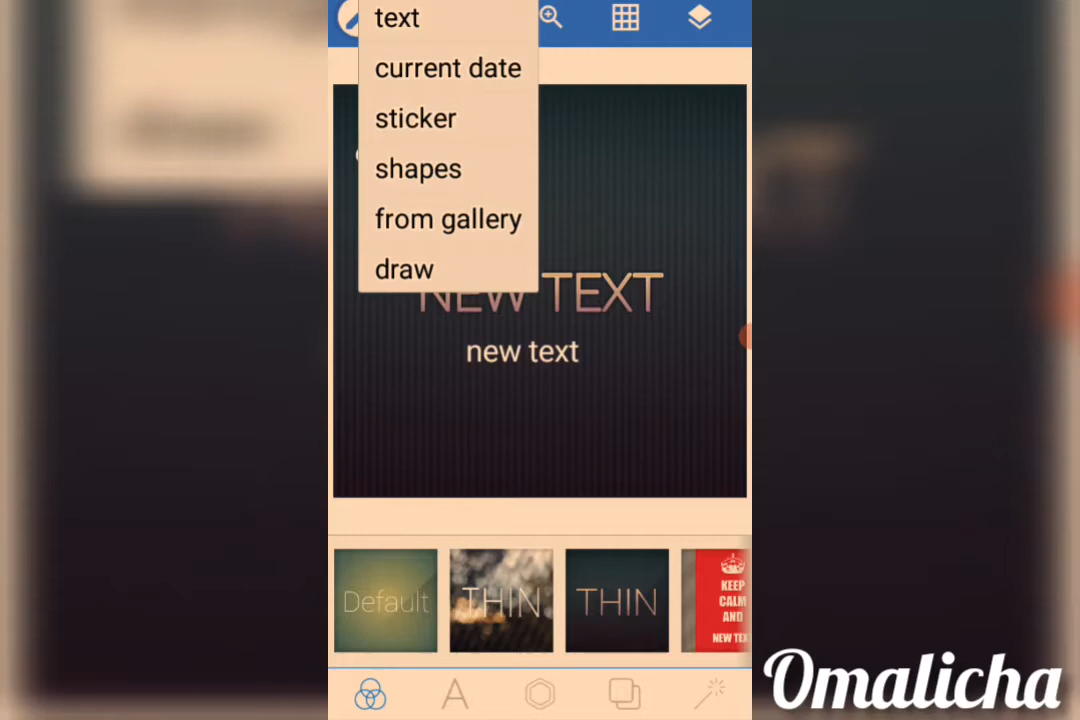 text
current date
sticker
shapes
from gallery
draw
NEW TEXT
new text
Default
THIN
THIN
KEEP
CALM
AND
NEW TEX
A
Omalicha